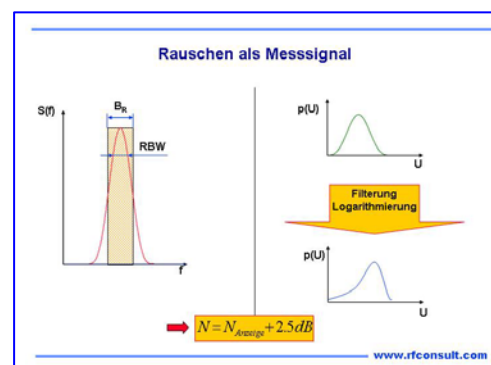 Rauschen als Messsignal
S(f)
B_R
RBW
f
p(U)
U
Filterung
Logarithmierung
p(U)
U
N = N_Anzeige + 2.5dB
www.rfconsult.com